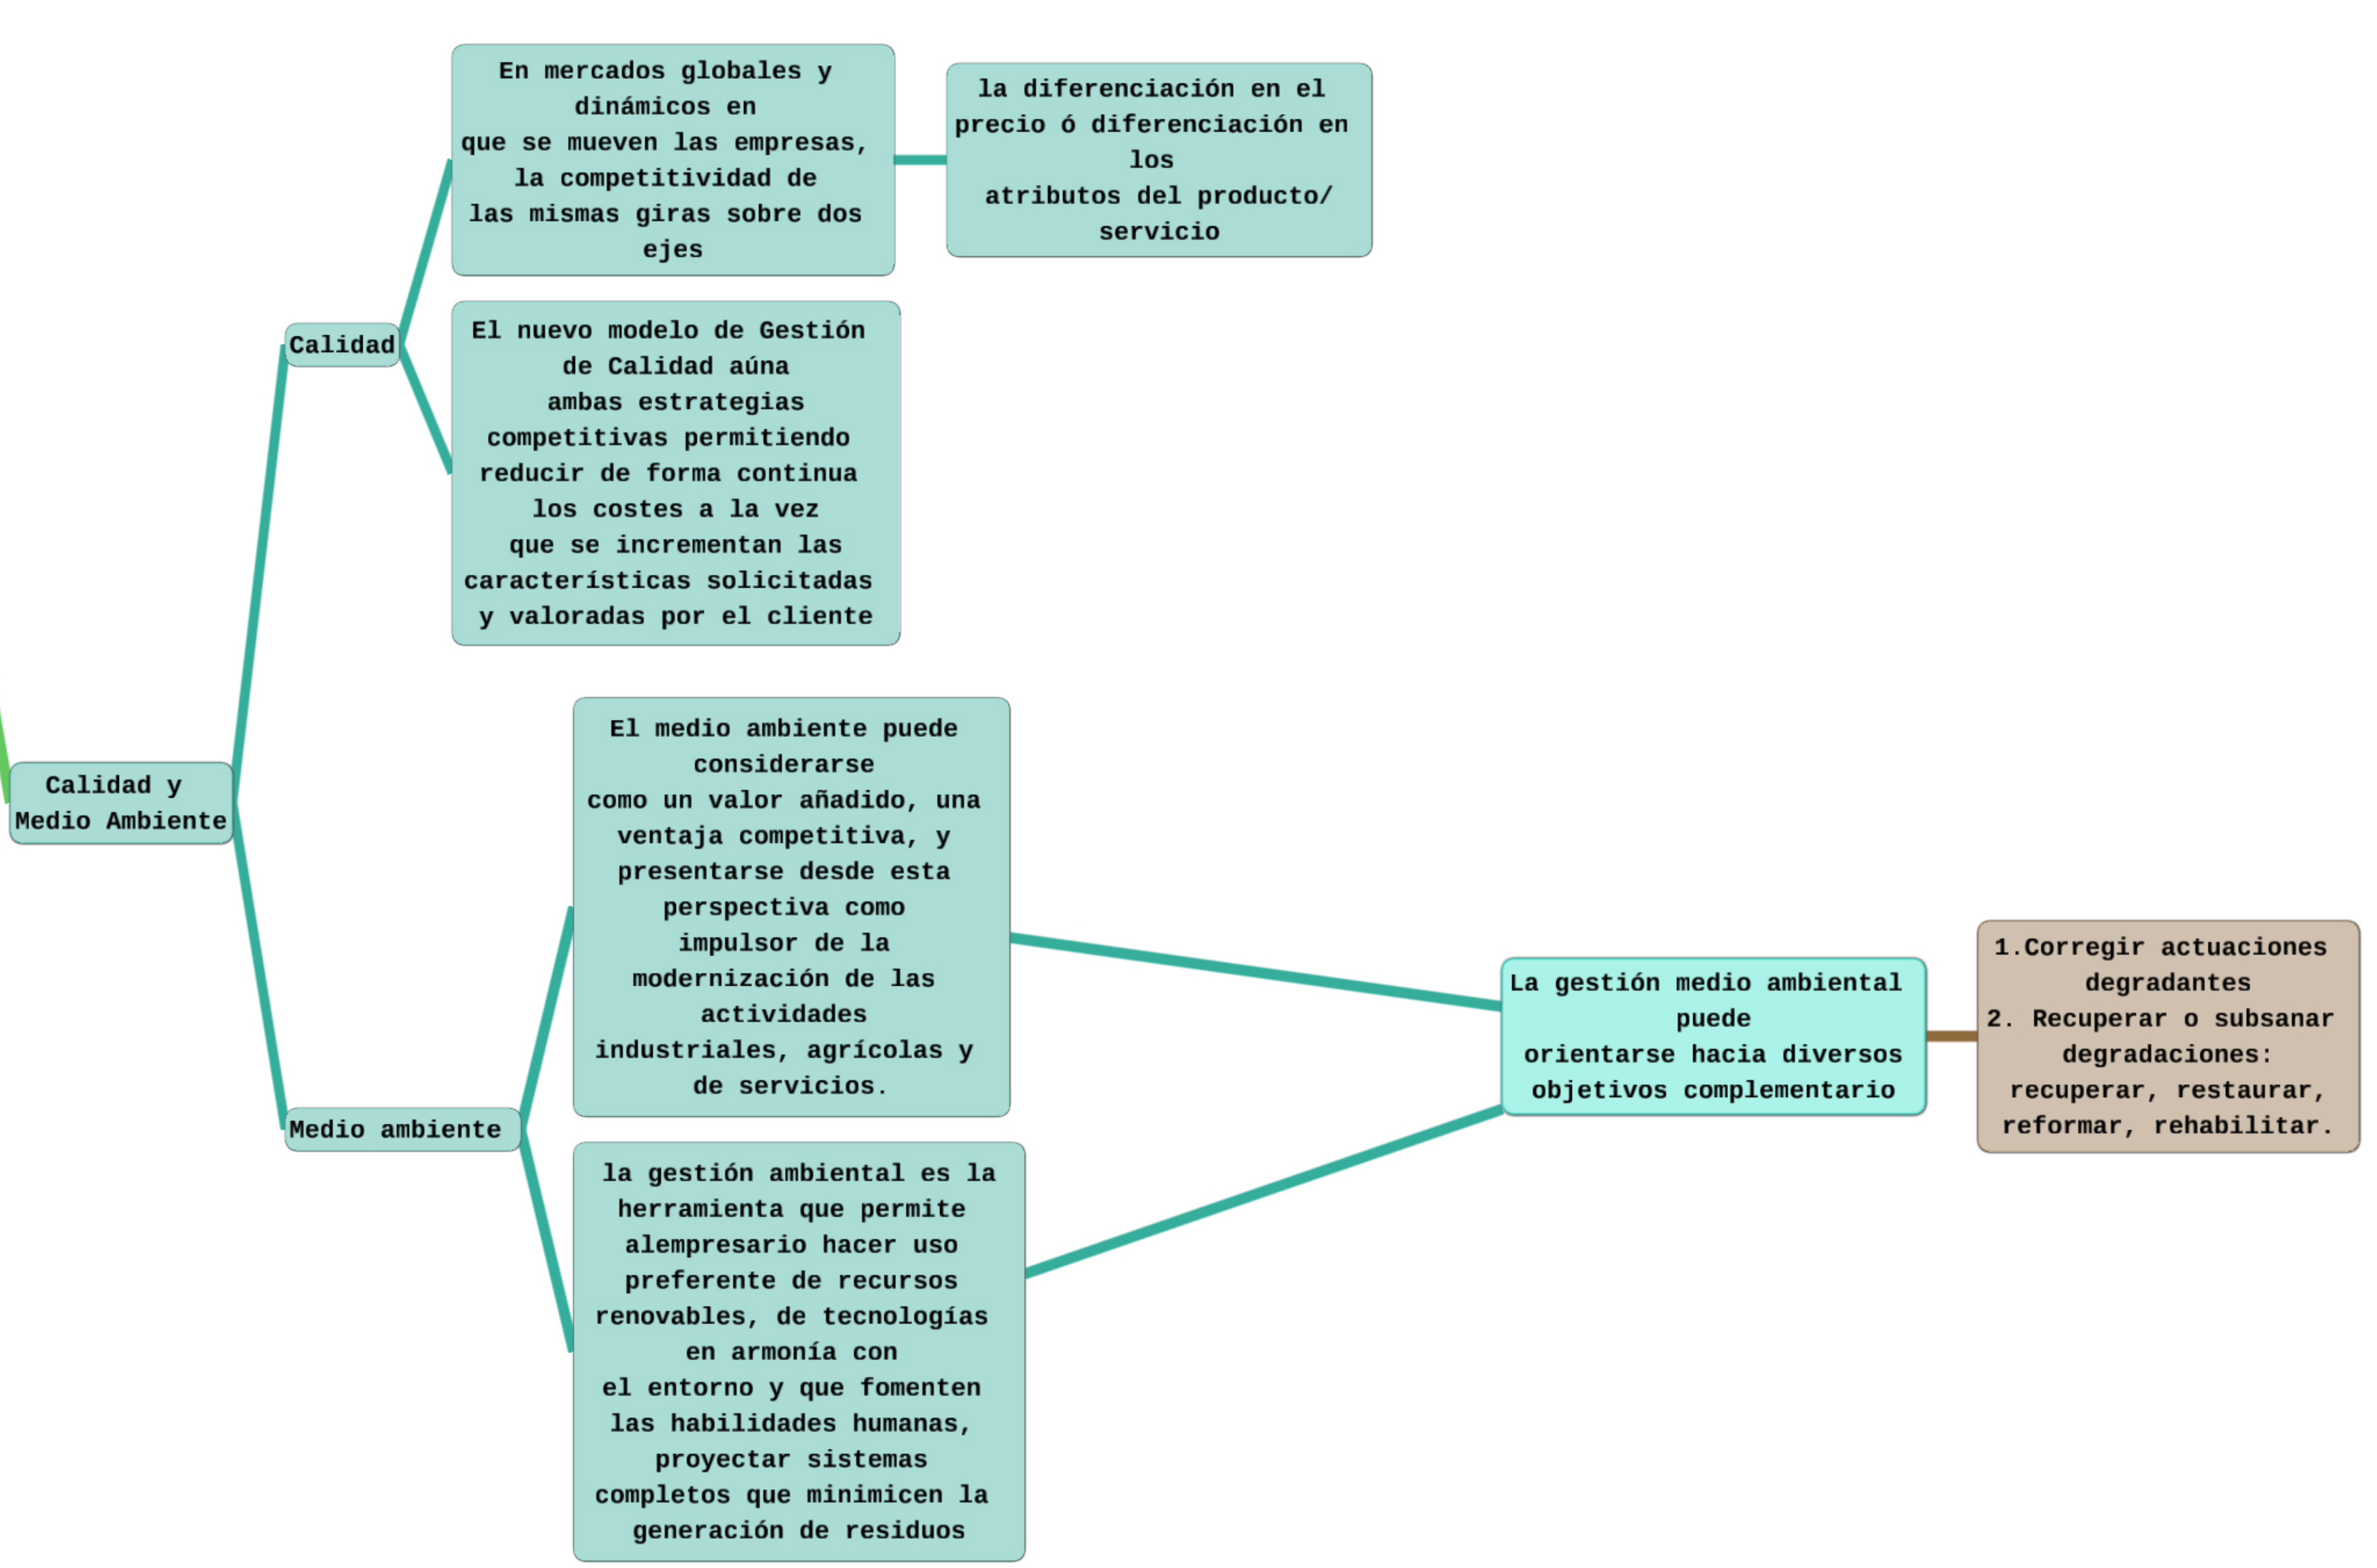 Calidad y
Medio Ambiente
Calidad
En mercados globales y
dinámicos en
que se mueven las empresas,
la competitividad de
las mismas giras sobre dos
ejes
la diferenciación en el
precio ó diferenciación en
los
atributos del producto/
servicio
El nuevo modelo de Gestión
de Calidad aúna
ambas estrategias
competitivas permitiendo
reducir de forma continua
los costes a la vez
que se incrementan las
características solicitadas
y valoradas por el cliente
Medio ambiente
El medio ambiente puede
considerarse
como un valor añadido, una
ventaja competitiva, y
presentarse desde esta
perspectiva como
impulsor de la
modernización de las
actividades
industriales, agrícolas y
de servicios.
la gestión ambiental es la
herramienta que permite
alempresario hacer uso
preferente de recursos
renovables, de tecnologías
en armonía con
el entorno y que fomenten
las habilidades humanas,
proyectar sistemas
completos que minimicen la
generación de residuos
La gestión medio ambiental
puede
orientarse hacia diversos
objetivos complementario
1.Corregir actuaciones
degradantes
2. Recuperar o subsanar
degradaciones:
recuperar, restaurar,
reformar, rehabilitar.